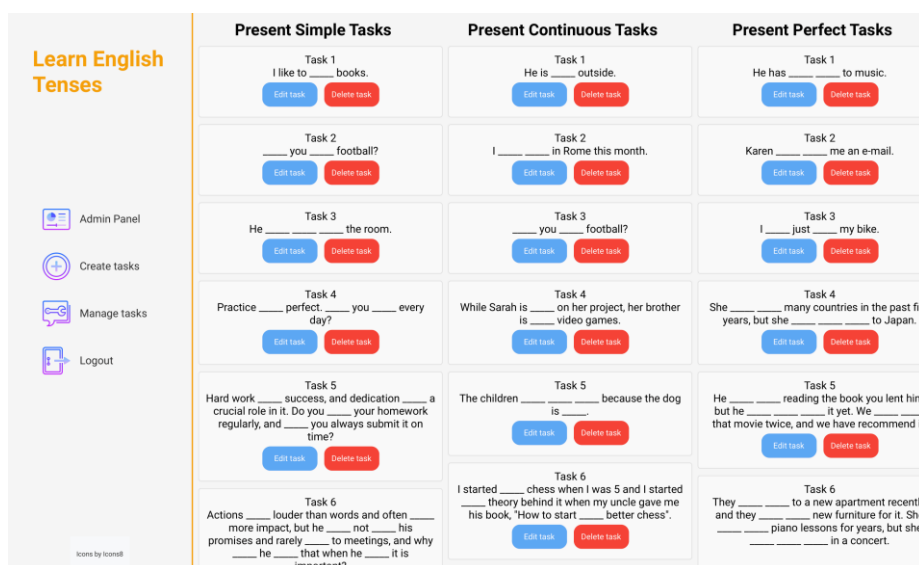 Learn English
Tenses
Admin Panel
Create tasks
Manage tasks
Logout
Icons by Icons8
Present Simple Tasks
Task 1
I like to _____ books.
Edit task Delete task
Task 2
_____ you _____ football?
Edit task Delete task
Task 3
He _____ _____ _____ the room.
Edit task Delete task
Task 4
Practice _____ perfect. _____ you _____ every
day?
Edit task Delete task
Task 5
Hard work _____ success, and dedication _____ a
crucial role in it. Do you _____ your homework
regularly, and _____ you always submit it on
time?
Edit task Delete task
Task 6
Actions _____ louder than words and often _____
more impact, but he _____ not _____ his
promises and rarely _____ to meetings, and why
_____ he _____ that when he _____ it is
important?
Present Continuous Tasks
Task 1
He is _____ outside.
Edit task Delete task
Task 2
I _____ _____ in Rome this month.
Edit task Delete task
Task 3
_____ you _____ football?
Edit task Delete task
Task 4
While Sarah is _____ on her project, her brother
is _____ video games.
Edit task Delete task
Task 5
The children _____ _____ _____ because the dog
is _____.
Edit task Delete task
Task 6
I started _____ chess when I was 5 and I started
_____ theory behind it when my uncle gave me
his book, "How to start _____ better chess".
Edit task Delete task
Present Perfect Tasks
Task 1
He has _____ _____ to music.
Edit task Delete task
Task 2
Karen _____ _____ me an e-mail.
Edit task Delete task
Task 3
I _____ just _____ my bike.
Edit task Delete task
Task 4
She _____ _____ many countries in the past fi
years, but she _____ _____ _____ to Japan.
Edit task Delete task
Task 5
He _____ _____ reading the book you lent him
but he _____ _____ _____ it yet. We _____ _____
that movie twice, and we have recommend
Edit task Delete task
Task 6
They _____ _____ to a new apartment recent
and they _____ _____ new furniture for it. Sh
_____ _____ piano lessons for years, but she
_____ _____ _____ in a concert.